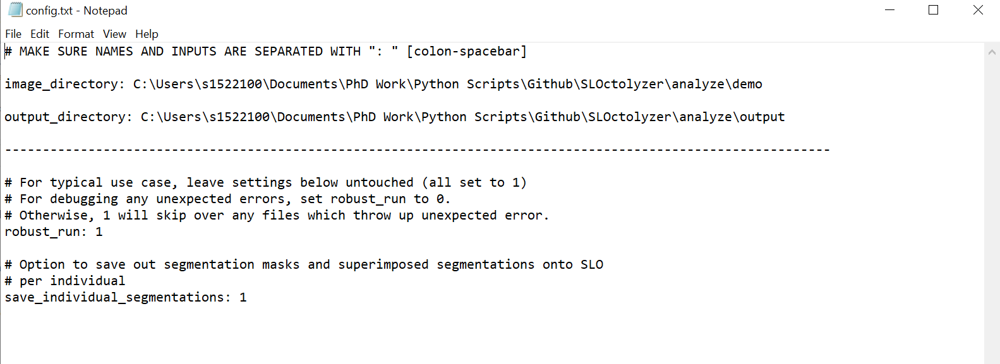 config.txt - Notepad
File Edit Format View Help
# MAKE SURE NAMES AND INPUTS ARE SEPARATED WITH ": " [colon-spacebar]
image_directory: C:\Users\s1522100\Documents\PhD Work\Python Scripts\Github\SLOctolyzer\analyze\demo
output_directory: C:\Users\s1522100\Documents\PhD Work\Python Scripts\Github\SLOctolyzer\analyze\output
-------------------------------------------------------------------------------------------------------------
# For typical use case, leave settings below untouched (all set to 1)
# For debugging any unexpected errors, set robust_run to 0.
# Otherwise, 1 will skip over any files which throw up unexpected error.
robust_run: 1
# Option to save out segmentation masks and superimposed segmentations onto SLO
# per individual
save_individual_segmentations: 1